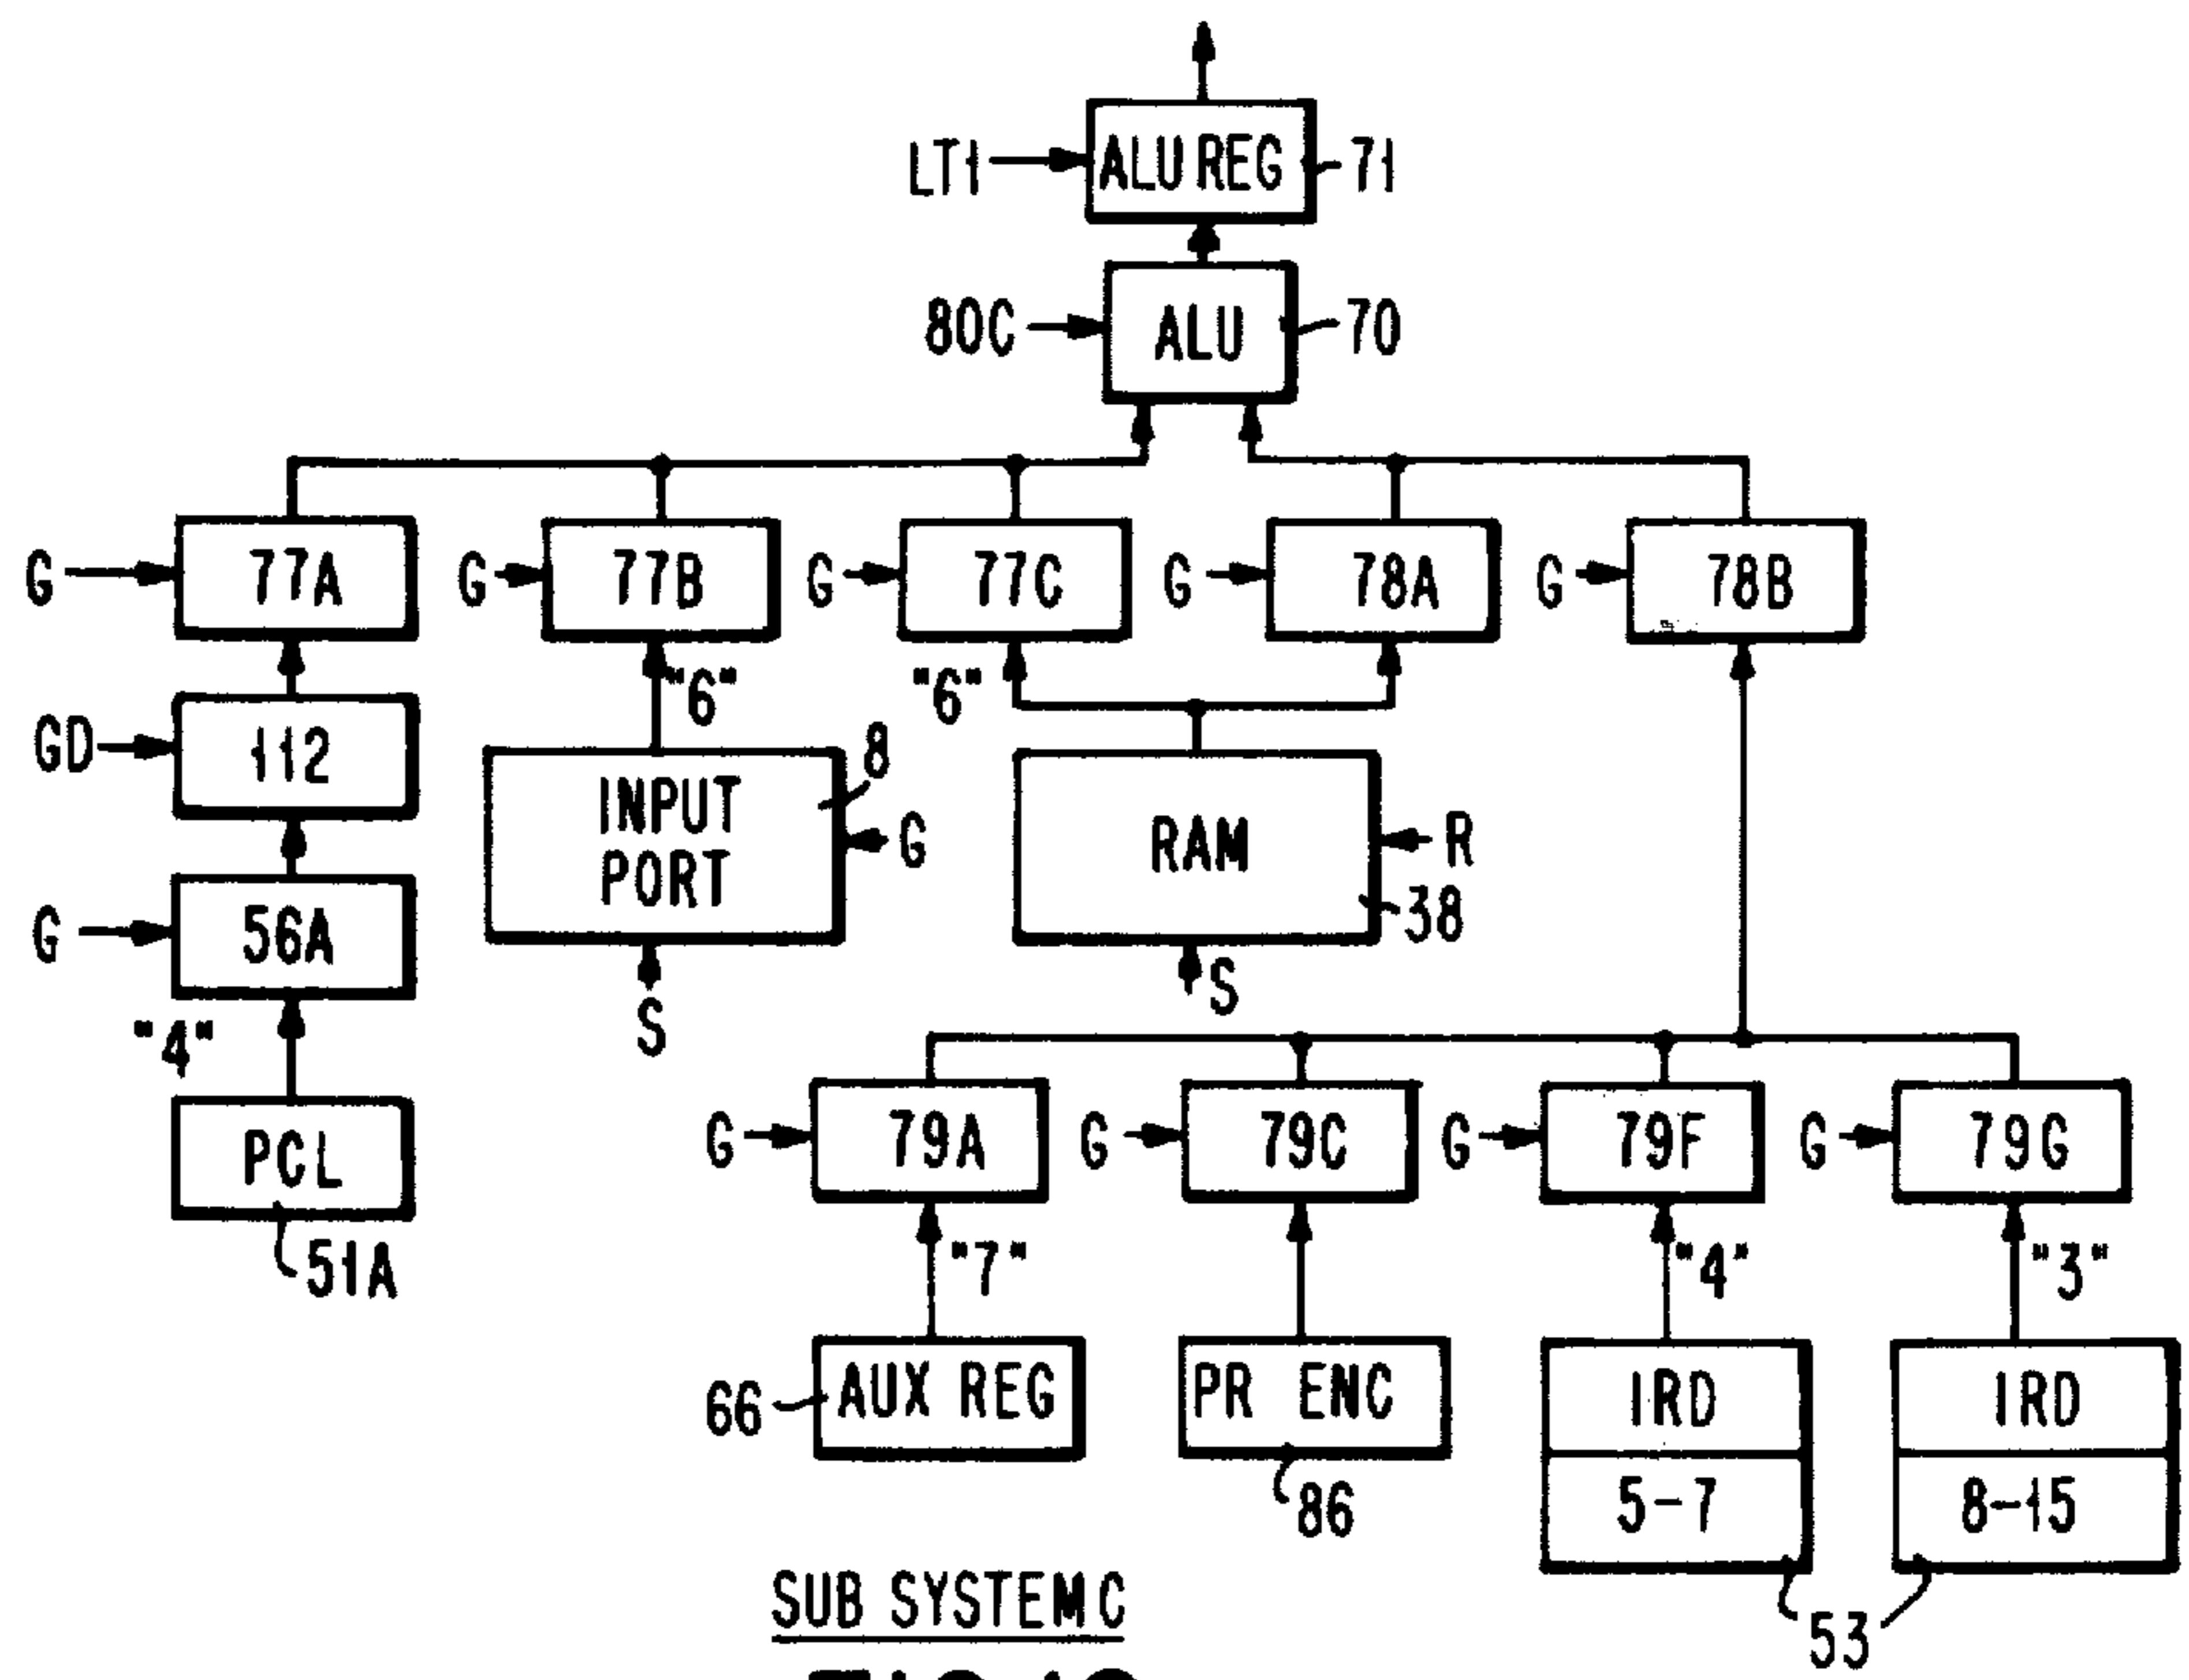 LT1
ALU REG
71
80C
ALU
70
G
77A
G
77B
G
77C
G
78A
G
78B
"6"
"6"
GD
112
INPUT
PORT
8
G
RAM
R
38
G
56A
S
S
"4"
PCL
51A
G
79A
G
79C
G
79F
G
79G
"7"
"4"
"3"
66
AUX REG
PR ENC
86
IRD
5-7
IRD
8-15
53
SUB SYSTEM C